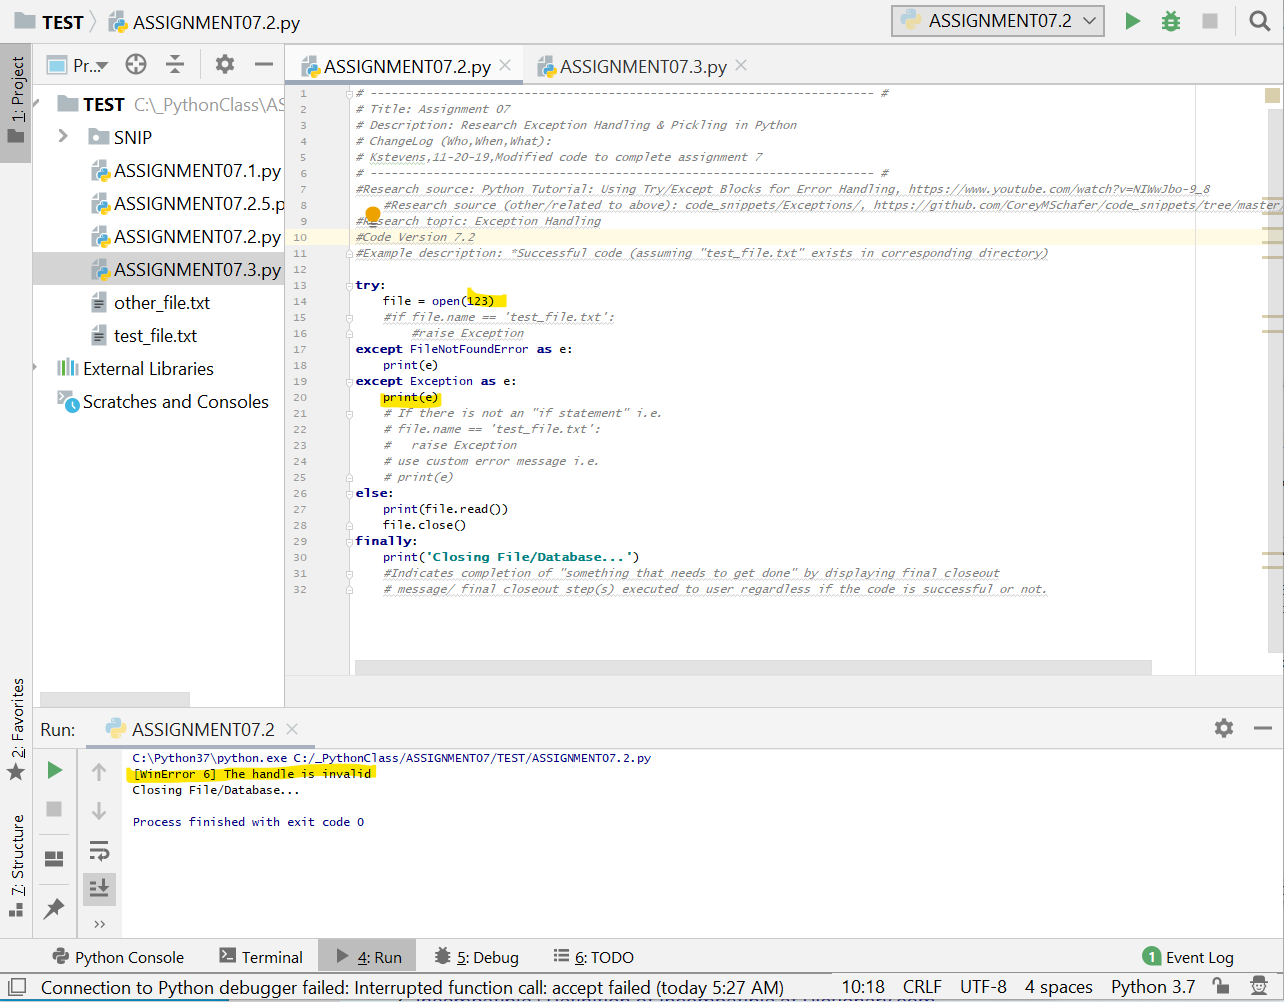 TEST ASSIGNMENT07.2.py
ASSIGNMENT07.2
1: Project
Pr...
ASSIGNMENT07.2.py
ASSIGNMENT07.3.py
TEST C:\_PythonClass\AS
SNIP
ASSIGNMENT07.1.py
ASSIGNMENT07.2.5.p
ASSIGNMENT07.2.py
ASSIGNMENT07.3.py
other_file.txt
test_file.txt
External Libraries
Scratches and Consoles
1 # ------------------------------------------------------------------------ #
2 # Title: Assignment 07
3 # Description: Research Exception Handling & Pickling in Python
4 # ChangeLog (Who,When,What):
5 # Kstevens,11-20-19,Modified code to complete assignment 7
6 # ------------------------------------------------------------------------ #
7 #Research source: Python Tutorial: Using Try/Except Blocks for Error Handling, https://www.youtube.com/watch?v=NIWwJbo-9_8
8 #Research source (other/related to above): code_snippets/Exceptions/, https://github.com/CoreyMSchafer/code_snippets/tree/master/
9 #Research topic: Exception Handling
10 #Code Version 7.2
11 #Example description: *Successful code (assuming "test_file.txt" exists in corresponding directory)
12
13 try:
14 file = open(123)
15 #if file.name == 'test_file.txt':
16 #raise Exception
17 except FileNotFoundError as e:
18 print(e)
19 except Exception as e:
20 print(e)
21 # If there is not an "if statement" i.e.
22 # file.name == 'test_file.txt':
23 # raise Exception
24 # use custom error message i.e.
25 # print(e)
26 else:
27 print(file.read())
28 file.close()
29 finally:
30 print('Closing File/Database...')
31 #Indicates completion of "something that needs to get done" by displaying final closeout
32 # message/ final closeout step(s) executed to user regardless if the code is successful or not.
2: Favorites
7: Structure
Run: ASSIGNMENT07.2
C:\Python37\python.exe C:/_PythonClass/ASSIGNMENT07/TEST/ASSIGNMENT07.2.py
[WinError 6] The handle is invalid
Closing File/Database...
Process finished with exit code 0
Python Console Terminal 4: Run 5: Debug 6: TODO 1 Event Log
Connection to Python debugger failed: Interrupted function call: accept failed (today 5:27 AM) 10:18 CRLF UTF-8 4 spaces Python 3.7